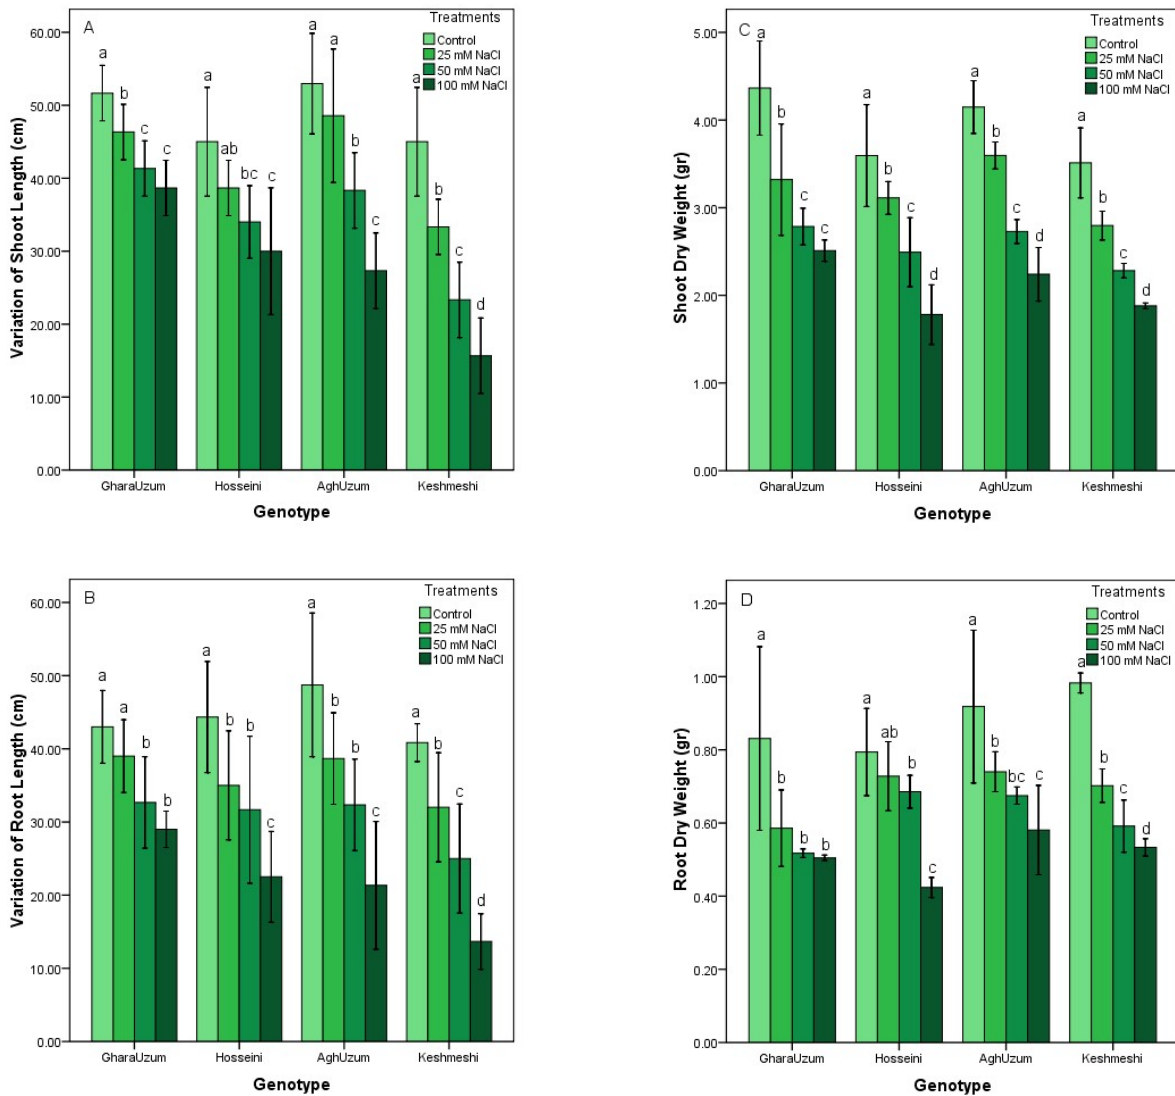 A
Treatments
Control
25 mM NaCl
50 mM NaCl
100 mM NaCl
Variation of Shoot Length (cm)
60.00
50.00
40.00
30.00
20.00
10.00
0.00
a
b
c
c
a
ab
bc
c
a
a
b
c
a
b
c
d
GharaUzum
Hosseini
AghUzum
Keshmeshi
Genotype
C
Treatments
Control
25 mM NaCl
50 mM NaCl
100 mM NaCl
Shoot Dry Weight (gr)
5.00
4.00
3.00
2.00
1.00
0.00
a
b
c
c
a
b
c
d
a
b
c
d
a
b
c
d
GharaUzum
Hosseini
AghUzum
Keshmeshi
Genotype
B
Treatments
Control
25 mM NaCl
50 mM NaCl
100 mM NaCl
Variation of Root Length (cm)
60.00
50.00
40.00
30.00
20.00
10.00
0.00
a
a
b
b
a
b
b
c
a
b
b
c
a
b
c
d
GharaUzum
Hosseini
AghUzum
Keshmeshi
Genotype
D
Treatments
Control
25 mM NaCl
50 mM NaCl
100 mM NaCl
Root Dry Weight (gr)
1.20
1.00
0.80
0.60
0.40
0.20
0.00
a
b
b
b
a
ab
b
c
a
b
bc
c
a
b
c
d
GharaUzum
Hosseini
AghUzum
Keshmeshi
Genotype